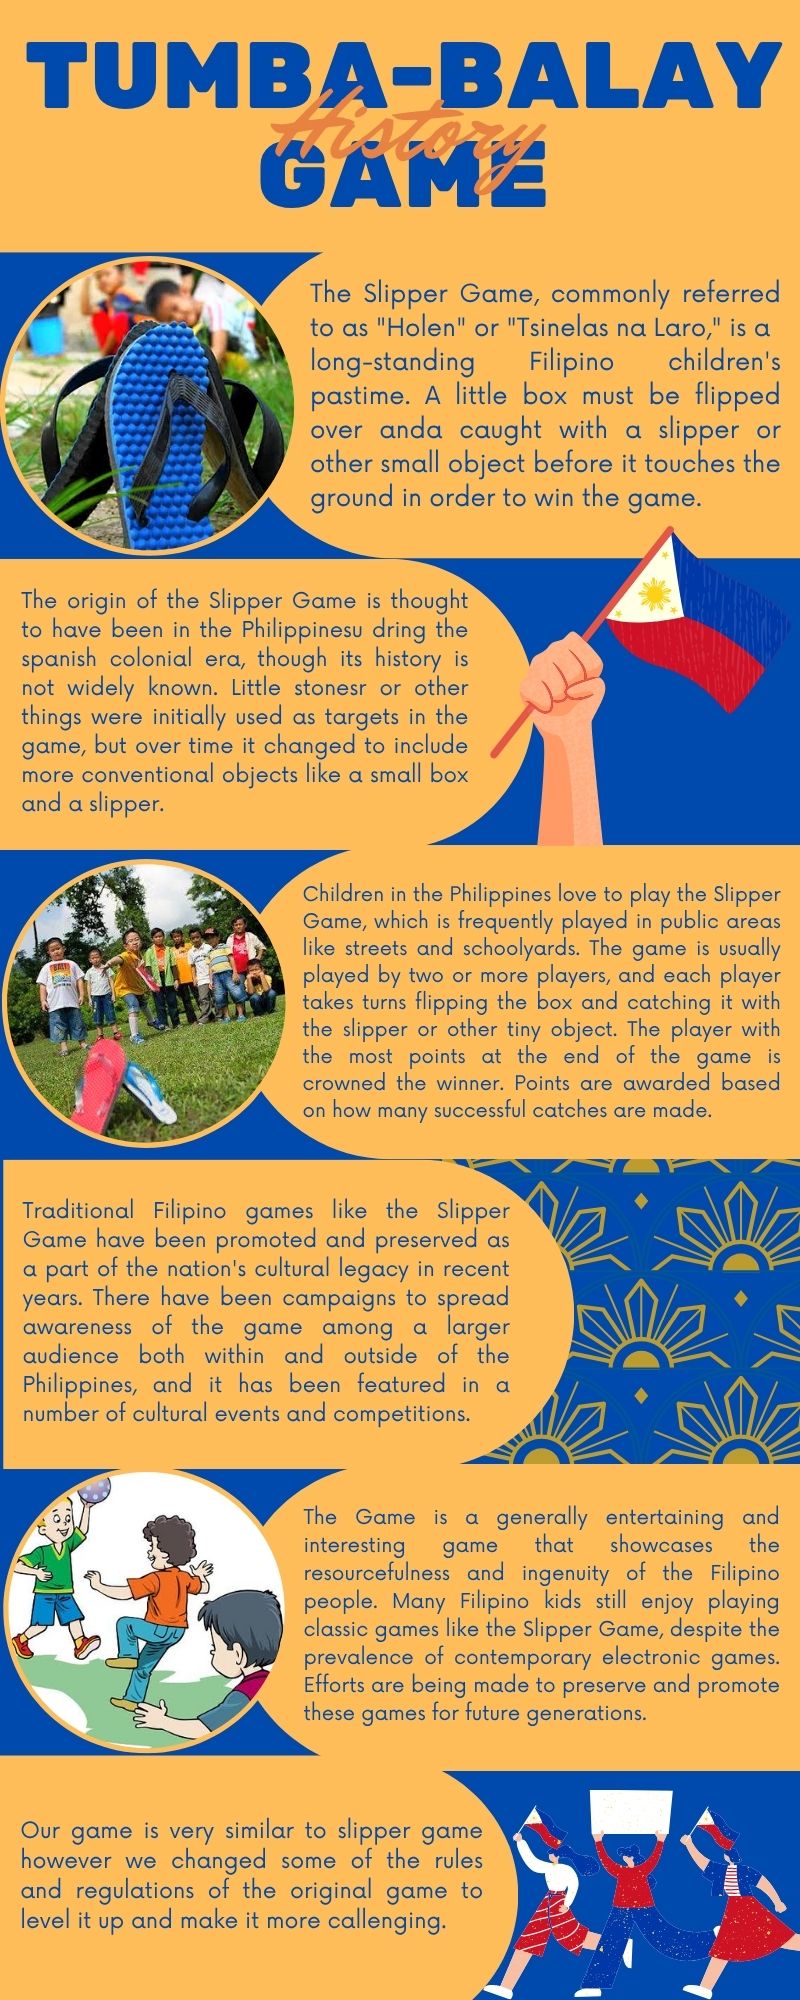 TUMBA-BALAY
History
GAME
The Slipper Game, commonly referred
to as "Holen" or "Tsinelas na Laro," is a
long-standing Filipino children's
pastime. A little box must be flipped
over anda caught with a slipper or
other small object before it touches the
ground in order to win the game.
The origin of the Slipper Game is thought
to have been in the Philippinesu dring the
spanish colonial era, though its history is
not widely known. Little stonesr or other
things were initially used as targets in the
game, but over time it changed to include
more conventional objects like a small box
and a slipper.
Children in the Philippines love to play the Slipper
Game, which is frequently played in public areas
like streets and schoolyards. The game is usually
played by two or more players, and each player
takes turns flipping the box and catching it with
the slipper or other tiny object. The player with
the most points at the end of the game is
crowned the winner. Points are awarded based
on how many successful catches are made.
Traditional Filipino games like the Slipper
Game have been promoted and preserved as
a part of the nation's cultural legacy in recent
years. There have been campaigns to spread
awareness of the game among a larger
audience both within and outside of the
Philippines, and it has been featured in a
number of cultural events and competitions.
The Game is a generally entertaining and
interesting game that showcases the
resourcefulness and ingenuity of the Filipino
people. Many Filipino kids still enjoy playing
classic games like the Slipper Game, despite the
prevalence of contemporary electronic games.
Efforts are being made to preserve and promote
these games for future generations.
Our game is very similar to slipper game
however we changed some of the rules
and regulations of the original game to
level it up and make it more callenging.